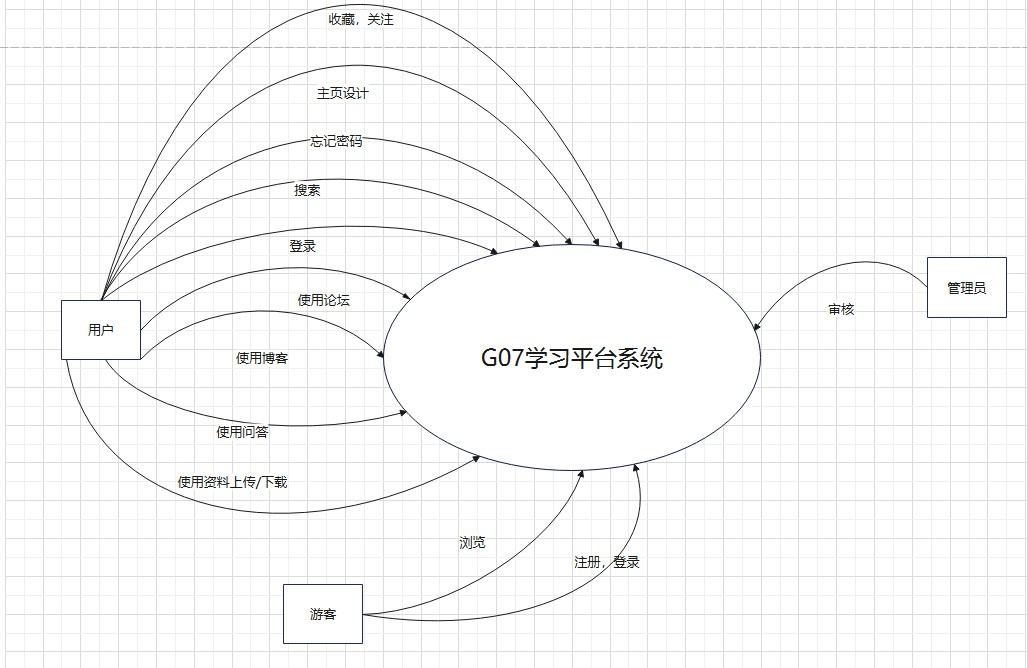 收藏，关注
主页设计
忘记密码
搜索
登录
使用论坛
用户
使用博客
使用问答
使用资料上传/下载
G07学习平台系统
管理员
审核
浏览
注册，登录
游客